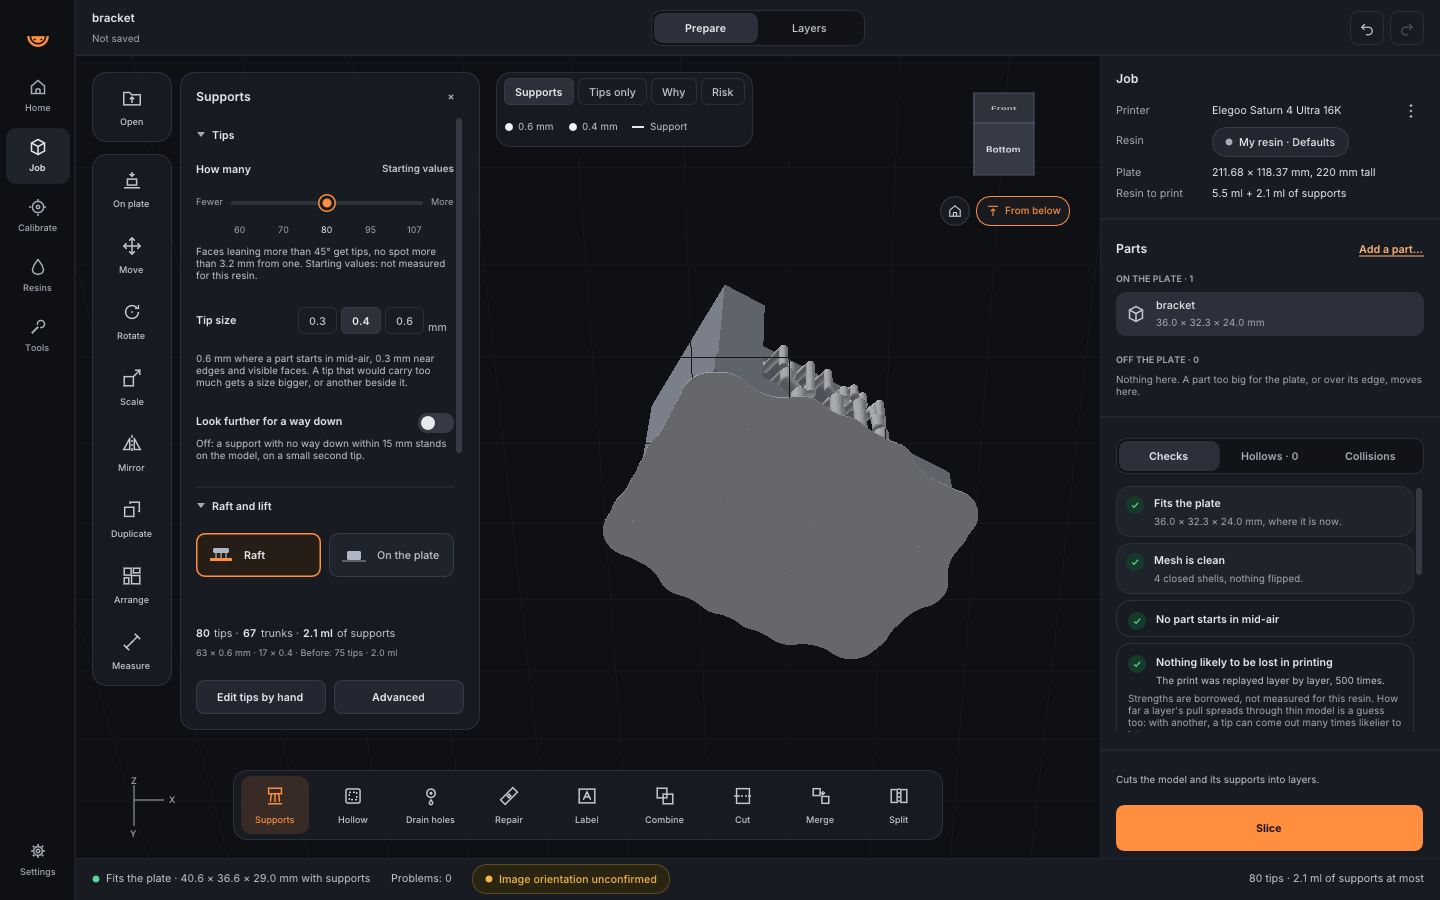 bracket
Not saved
Prepare
Layers
Home
Job
Calibrate
Resins
Tools
Settings
Open
On plate
Move
Rotate
Scale
Mirror
Duplicate
Arrange
Measure
Supports
×
Tips
How many
Starting values
Fewer
More
60 70 80 95 107
Faces leaning more than 45° get tips, no spot more
than 3.2 mm from one. Starting values: not measured
for this resin.
Tip size
0.3 0.4 0.6 mm
0.6 mm where a part starts in mid-air, 0.3 mm near
edges and visible faces. A tip that would carry too
much gets a size bigger, or another beside it.
Look further for a way down
Off: a support with no way down within 15 mm stands
on the model, on a small second tip.
Raft and lift
Raft
On the plate
80 tips · 67 trunks · 2.1 ml of supports
63 × 0.6 mm · 17 × 0.4 · Before: 75 tips · 2.0 ml
Edit tips by hand
Advanced
Supports
Tips only
Why
Risk
0.6 mm
0.4 mm
Support
Front
Bottom
From below
Z
X
Y
Supports
Hollow
Drain holes
Repair
Label
Combine
Cut
Merge
Split
Job
Printer
Elegoo Saturn 4 Ultra 16K
Resin
My resin · Defaults
Plate
211.68 × 118.37 mm, 220 mm tall
Resin to print
5.5 ml + 2.1 ml of supports
Parts
Add a part...
ON THE PLATE · 1
bracket
36.0 × 32.3 × 24.0 mm
OFF THE PLATE · 0
Nothing here. A part too big for the plate, or over its edge, moves
here.
Checks
Hollows · 0
Collisions
Fits the plate
36.0 × 32.3 × 24.0 mm, where it is now.
Mesh is clean
4 closed shells, nothing flipped.
No part starts in mid-air
Nothing likely to be lost in printing
The print was replayed layer by layer, 500 times.
Strengths are borrowed, not measured for this resin. How
far a layer's pull spreads through thin model is a guess
too: with another, a tip can come out many times likelier to
Cuts the model and its supports into layers.
Slice
Fits the plate · 40.6 × 36.6 × 29.0 mm with supports
Problems: 0
Image orientation unconfirmed
80 tips · 2.1 ml of supports at most